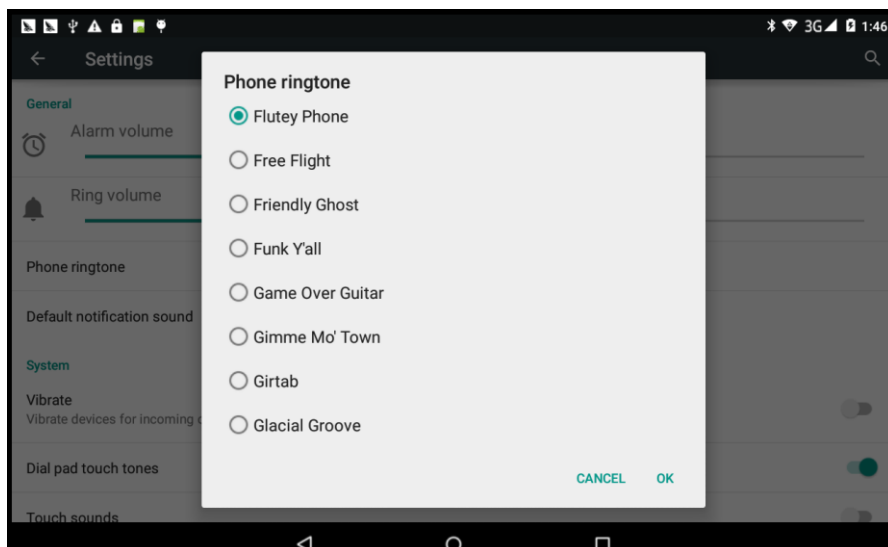 3G 1:46
Settings
Phone ringtone
Flutey Phone
Free Flight
Friendly Ghost
Funk Y'all
Game Over Guitar
Gimme Mo' Town
Girtab
Glacial Groove
CANCEL OK
General
Alarm volume
Ring volume
Phone ringtone
Default notification sound
System
Vibrate
Vibrate devices for incoming
Dial pad touch tones
Touch sounds